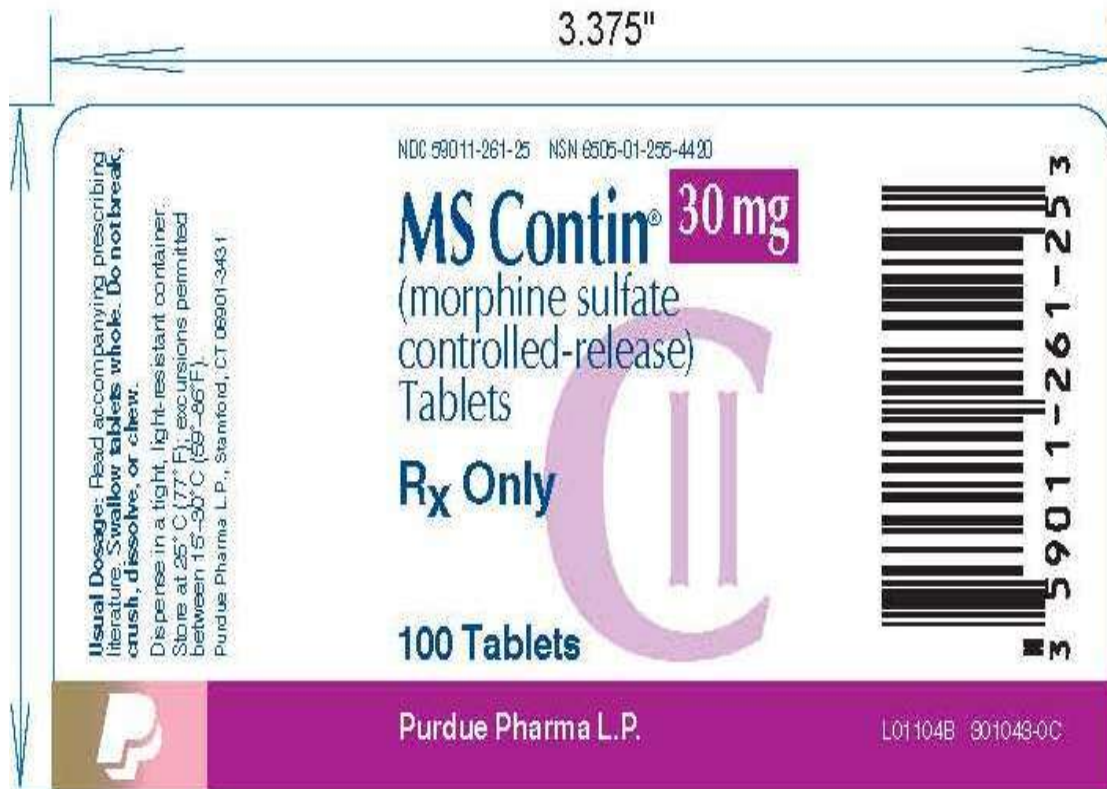 3.375"
Usual Dosage: Read accompanying prescribing
literature. Swallow tablets whole. Do not break,
crush, dissolve, or chew.
Dispense in a tight, light-resistant container.
Store at 25°C (77°F); excursions permitted
between 15°-30°C (59°-86°F).
Purdue Pharma L.P., Stamford, CT 06901-3431
NDC 59011-261-25 NSN 6505-01-255-4420
MS Contin® 30 mg
(morphine sulfate
controlled-release)
Tablets
CII
Rx Only
100 Tablets
N
3 59011-261-25 3
Purdue Pharma L.P.
L01104B 301043-0C